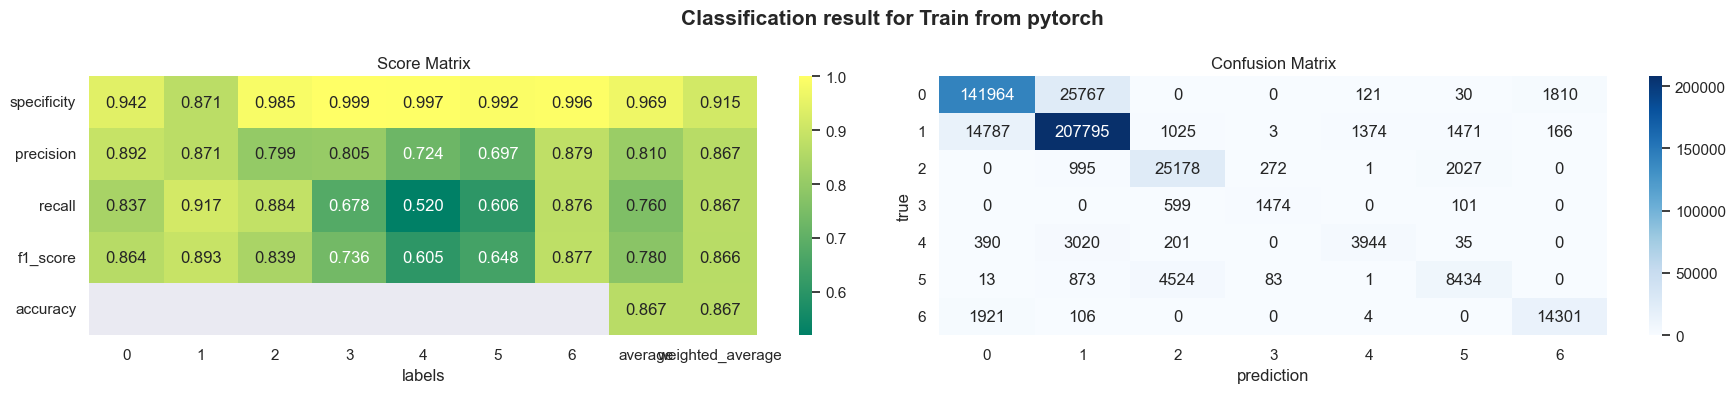 Classification result for Train from pytorch
Score Matrix
specificity 0.942 0.871 0.985 0.999 0.997 0.992 0.996 0.969 0.915
precision 0.892 0.871 0.799 0.805 0.724 0.697 0.879 0.810 0.867
recall 0.837 0.917 0.884 0.678 0.520 0.606 0.876 0.760 0.867
f1_score 0.864 0.893 0.839 0.736 0.605 0.648 0.877 0.780 0.866
accuracy 0.867 0.867
0 1 2 3 4 5 6 average weighted_average
labels
1.0
0.9
0.8
0.7
0.6
Confusion Matrix
true
0 141964 25767 0 0 121 30 1810
1 14787 207795 1025 3 1374 1471 166
2 0 995 25178 272 1 2027 0
3 0 0 599 1474 0 101 0
4 390 3020 201 0 3944 35 0
5 13 873 4524 83 1 8434 0
6 1921 106 0 0 4 0 14301
0 1 2 3 4 5 6
prediction
200000
150000
100000
50000
0